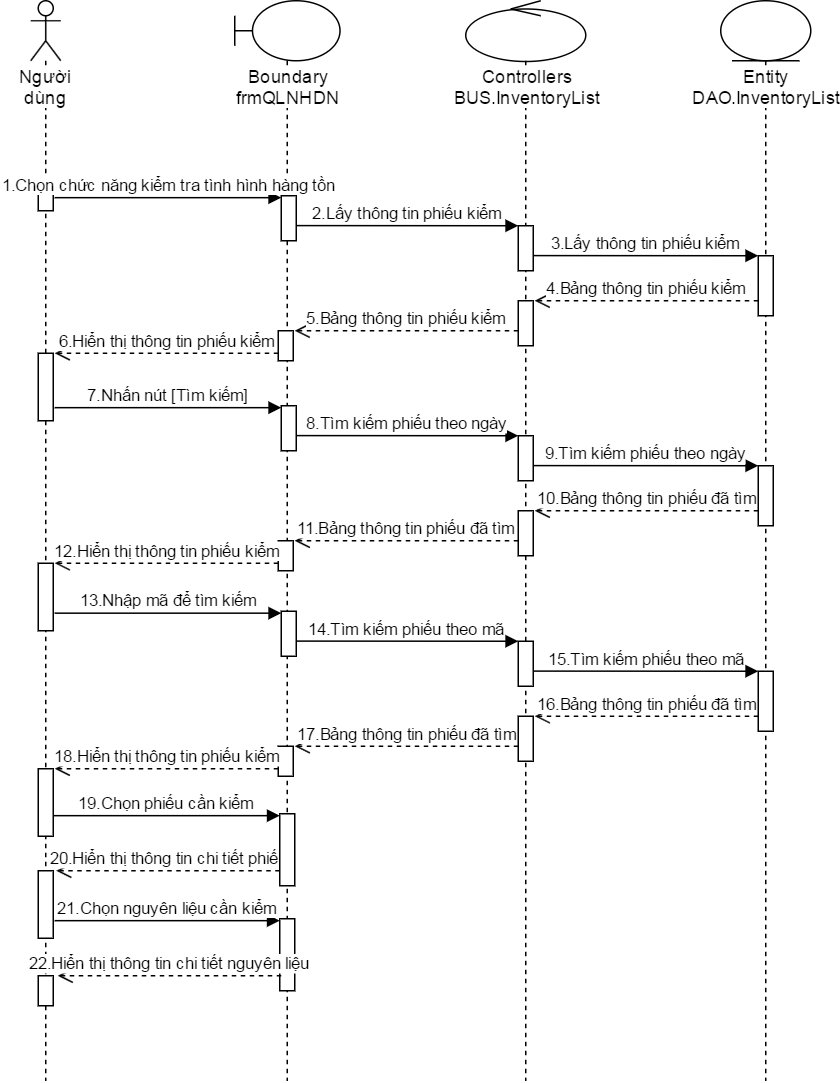 Người
dùng
Boundary
frmQLNHDN
Controllers
BUS.InventoryList
Entity
DAO.InventoryList
1.Chọn chức năng kiểm tra tình hình hàng tồn
2.Lấy thông tin phiếu kiểm
3.Lấy thông tin phiếu kiểm
4.Bảng thông tin phiếu kiểm
5.Bảng thông tin phiếu kiểm
6.Hiển thị thông tin phiếu kiểm
7.Nhấn nút [Tìm kiếm]
8.Tìm kiếm phiếu theo ngày
9.Tìm kiếm phiếu theo ngày
10.Bảng thông tin phiếu đã tìm
11.Bảng thông tin phiếu đã tìm
12.Hiển thị thông tin phiếu kiểm
13.Nhập mã để tìm kiếm
14.Tìm kiếm phiếu theo mã
15.Tìm kiếm phiếu theo mã
16.Bảng thông tin phiếu đã tìm
17.Bảng thông tin phiếu đã tìm
18.Hiển thị thông tin phiếu kiểm
19.Chọn phiếu cần kiểm
20.Hiển thị thông tin chi tiết phiế
21.Chọn nguyên liệu cần kiểm
22.Hiển thị thông tin chi tiết nguyên liệu